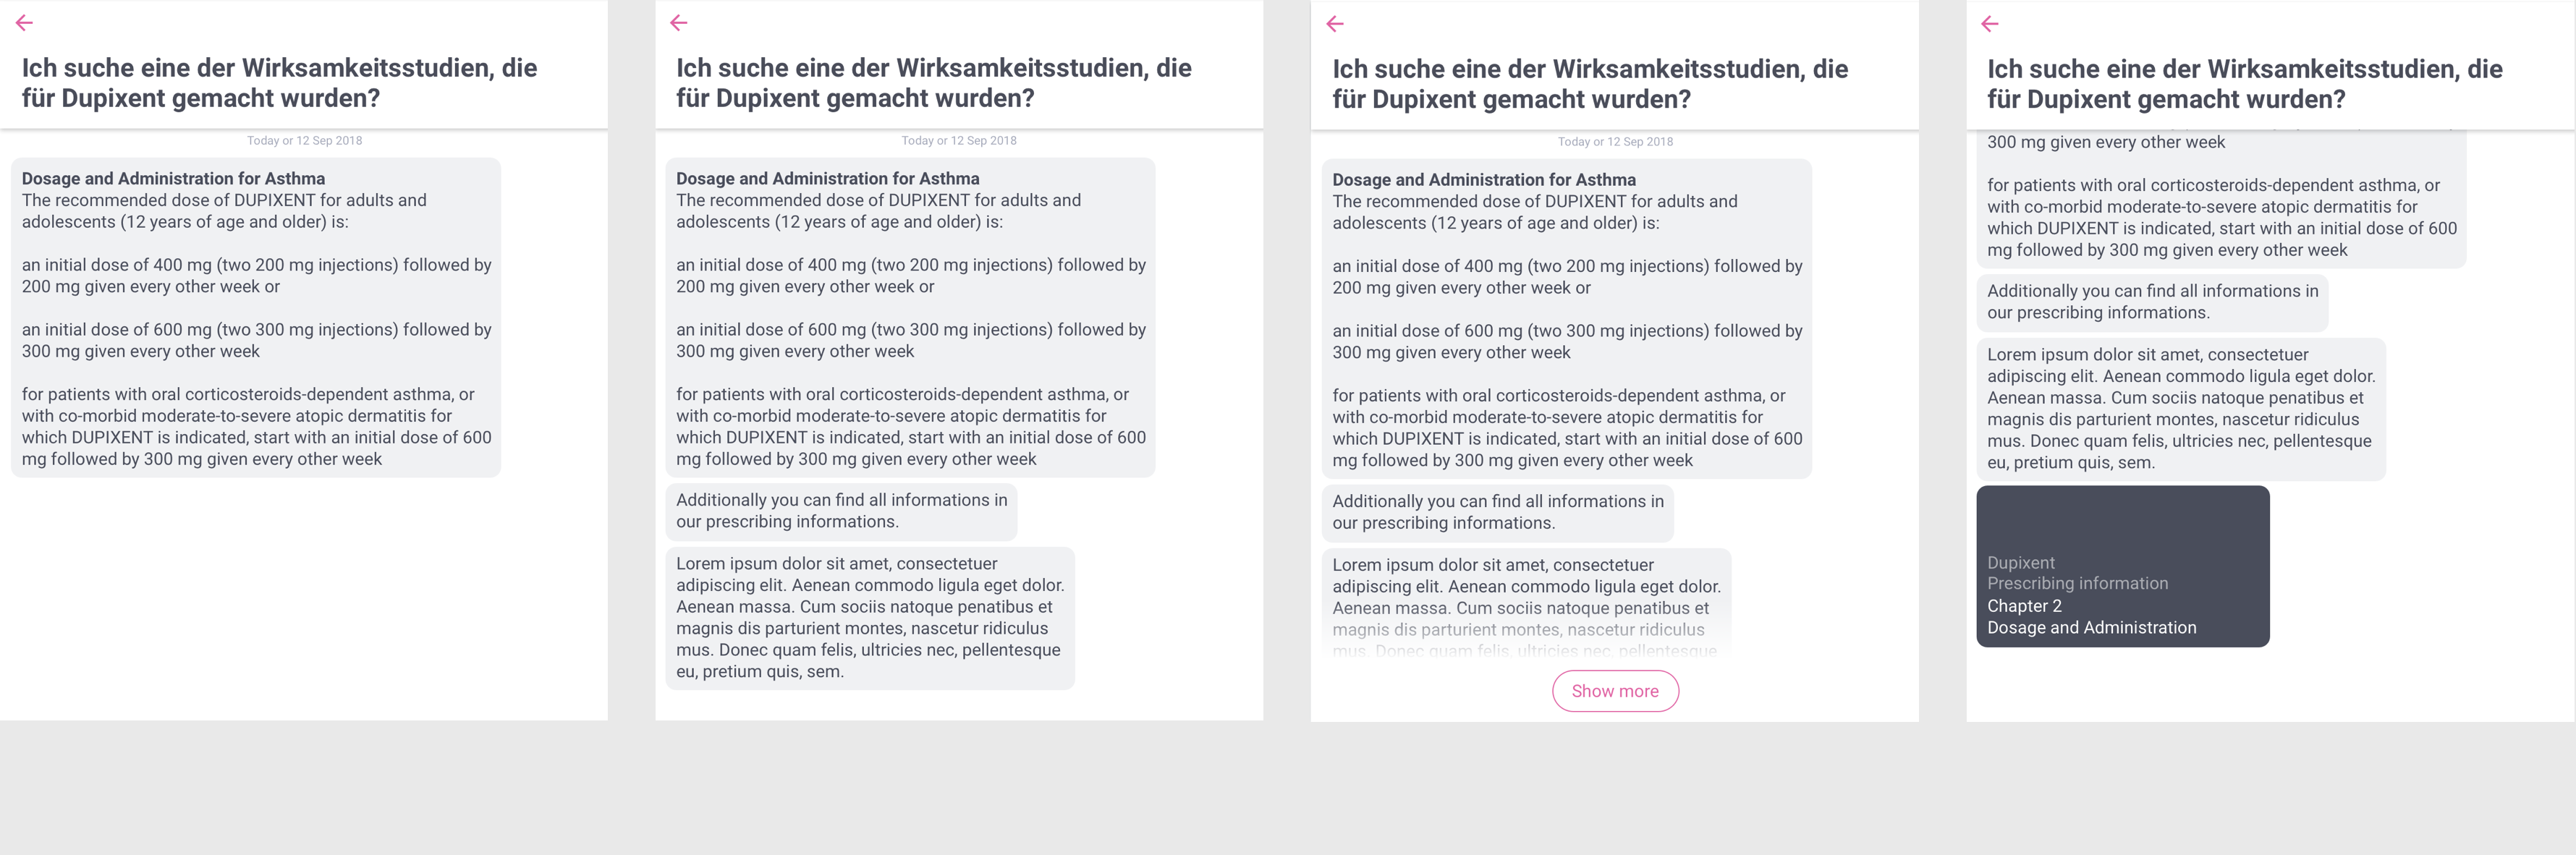 Ich suche eine der Wirksamkeitsstudien, die
für Dupixent gemacht wurden?
Today or 12 Sep 2018
Dosage and Administration for Asthma
The recommended dose of DUPIXENT for adults and
adolescents (12 years of age and older) is:
an initial dose of 400 mg (two 200 mg injections) followed by
200 mg given every other week or
an initial dose of 600 mg (two 300 mg injections) followed by
300 mg given every other week
for patients with oral corticosteroids-dependent asthma, or
with co-morbid moderate-to-severe atopic dermatitis for
which DUPIXENT is indicated, start with an initial dose of 600
mg followed by 300 mg given every other week
Ich suche eine der Wirksamkeitsstudien, die
für Dupixent gemacht wurden?
Today or 12 Sep 2018
Dosage and Administration for Asthma
The recommended dose of DUPIXENT for adults and
adolescents (12 years of age and older) is:
an initial dose of 400 mg (two 200 mg injections) followed by
200 mg given every other week or
an initial dose of 600 mg (two 300 mg injections) followed by
300 mg given every other week
for patients with oral corticosteroids-dependent asthma, or
with co-morbid moderate-to-severe atopic dermatitis for
which DUPIXENT is indicated, start with an initial dose of 600
mg followed by 300 mg given every other week
Additionally you can find all informations in
our prescribing informations.
Lorem ipsum dolor sit amet, consectetuer
adipiscing elit. Aenean commodo ligula eget dolor.
Aenean massa. Cum sociis natoque penatibus et
magnis dis parturient montes, nascetur ridiculus
mus. Donec quam felis, ultricies nec, pellentesque
eu, pretium quis, sem.
Ich suche eine der Wirksamkeitsstudien, die
für Dupixent gemacht wurden?
Today or 12 Sep 2018
Dosage and Administration for Asthma
The recommended dose of DUPIXENT for adults and
adolescents (12 years of age and older) is:
an initial dose of 400 mg (two 200 mg injections) followed by
200 mg given every other week or
an initial dose of 600 mg (two 300 mg injections) followed by
300 mg given every other week
for patients with oral corticosteroids-dependent asthma, or
with co-morbid moderate-to-severe atopic dermatitis for
which DUPIXENT is indicated, start with an initial dose of 600
mg followed by 300 mg given every other week
Additionally you can find all informations in
our prescribing informations.
Lorem ipsum dolor sit amet, consectetuer
adipiscing elit. Aenean commodo ligula eget dolor.
Aenean massa. Cum sociis natoque penatibus et
magnis dis parturient montes, nascetur ridiculus
mus. Donec quam felis, ultricies nec, pellentesque
Show more
Ich suche eine der Wirksamkeitsstudien, die
für Dupixent gemacht wurden?
300 mg given every other week
for patients with oral corticosteroids-dependent asthma, or
with co-morbid moderate-to-severe atopic dermatitis for
which DUPIXENT is indicated, start with an initial dose of 600
mg followed by 300 mg given every other week
Additionally you can find all informations in
our prescribing informations.
Lorem ipsum dolor sit amet, consectetuer
adipiscing elit. Aenean commodo ligula eget dolor.
Aenean massa. Cum sociis natoque penatibus et
magnis dis parturient montes, nascetur ridiculus
mus. Donec quam felis, ultricies nec, pellentesque
eu, pretium quis, sem.
Dupixent
Prescribing information
Chapter 2
Dosage and Administration